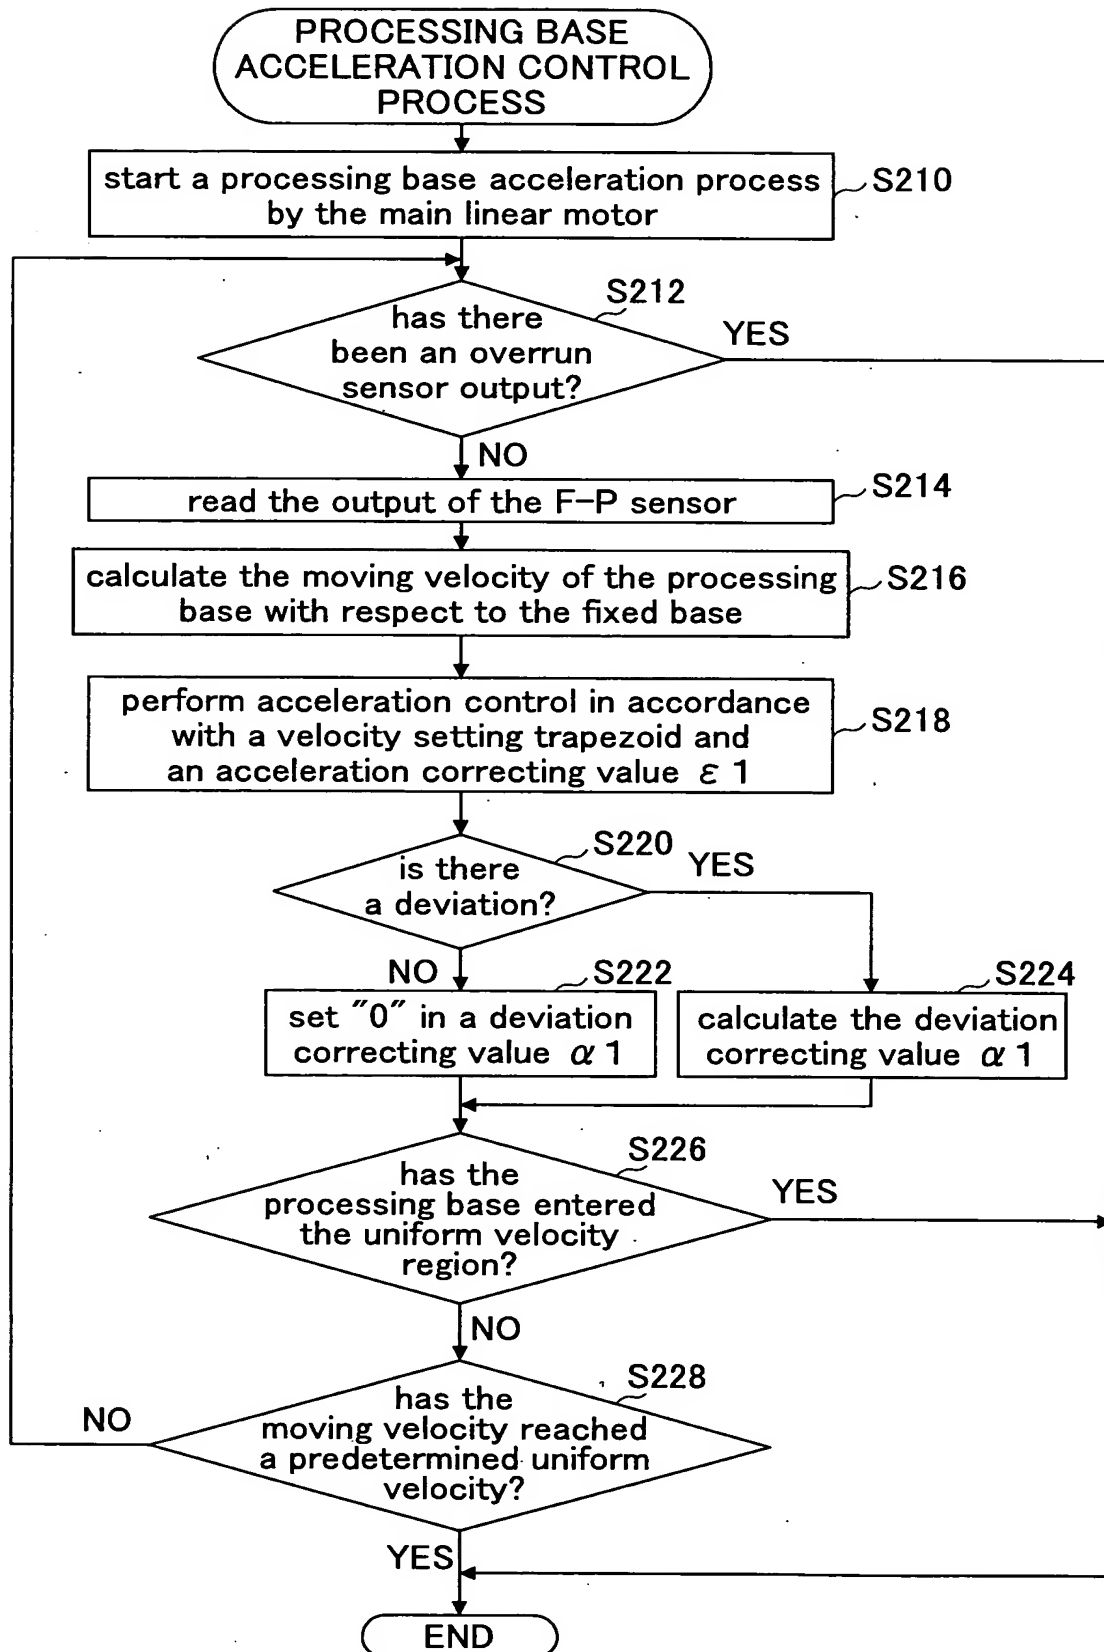 PROCESSING BASE
ACCELERATION CONTROL
PROCESS
start a processing base acceleration process
by the main linear motor
S210
S212
has there
been an overrun
sensor output?
YES
NO
read the output of the F-P sensor
S214
calculate the moving velocity of the processing
base with respect to the fixed base
S216
perform acceleration control in accordance
with a velocity setting trapezoid and
an acceleration correcting value ε 1
S218
S220
is there
a deviation?
YES
NO
S222
set "0" in a deviation
correcting value α 1
S224
calculate the deviation
correcting value α 1
S226
has the
processing base entered
the uniform velocity
region?
YES
NO
S228
has the
moving velocity reached
a predetermined uniform
velocity?
NO
YES
END